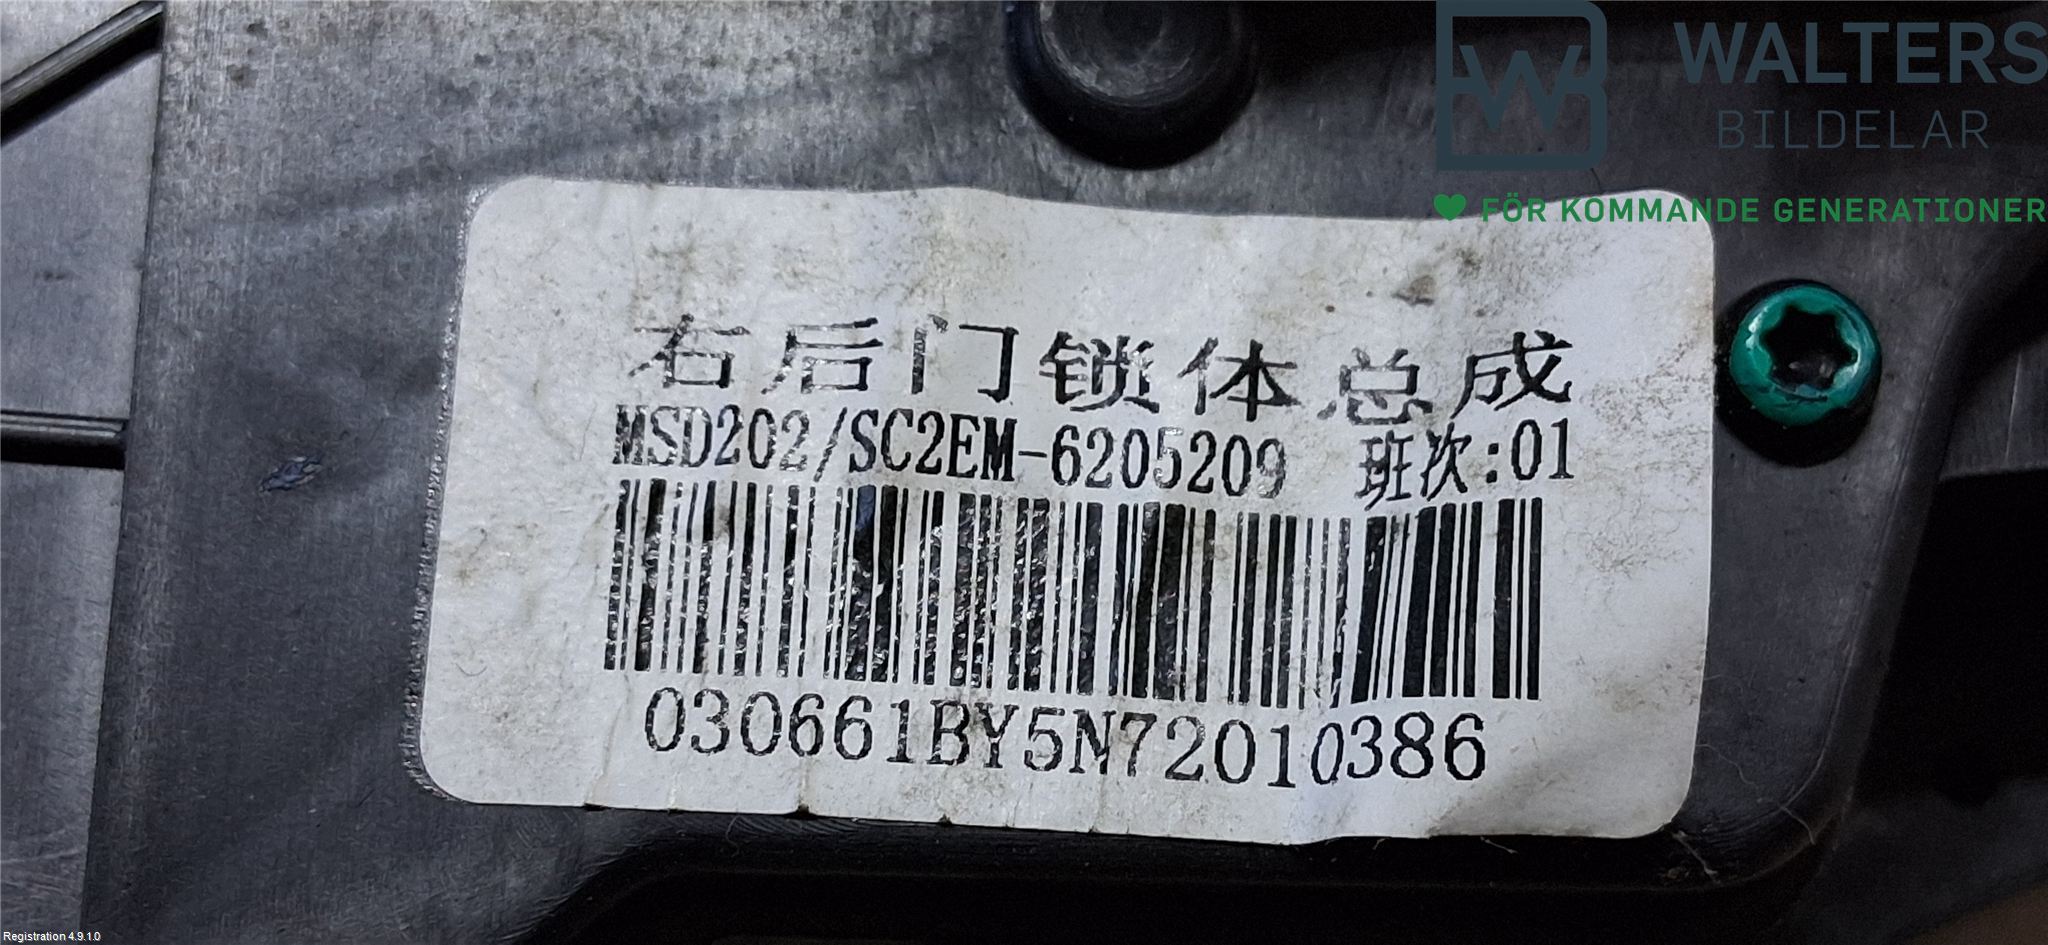 WALTERS
BILDELAR
FÖR KOMMANDE GENERATIONER
右后门锁体总成
MSD202/SC2EM-6205209 班次:01
030661BY5N72010386
Registration 4.9.1.0